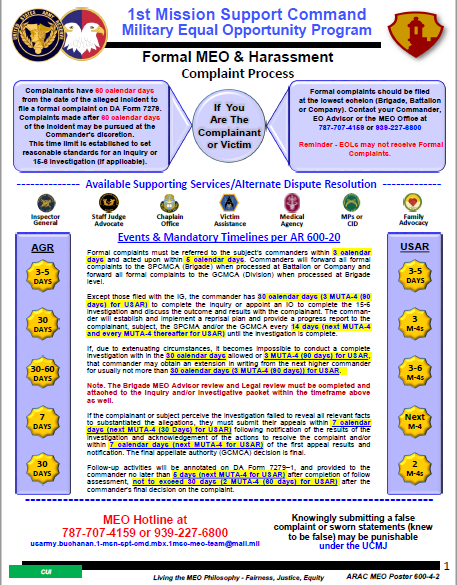 1st Mission Support Command
Military Equal Opportunity Program
Formal MEO & Harassment
Complaint Process
Complainants have 60 calendar days
from the date of the alleged incident to
file a formal complaint on DA Form 7279.
Complaints made after 60 calendar days
of the incident may be pursued at the
Commander's discretion.
This time limit is established to set
reasonable standards for an inquiry or
15-6 investigation (if applicable).
If You
Are The
Complainant
or Victim
Formal complaints should be filed
at the lowest echelon (Brigade, Battalion
or Company). Contact your Commander,
EO Advisor or the MEO Office at
787-707-4159 or 939-227-6800
Reminder - EOLs may not receive Formal
Complaints.
Available Supporting Services/Alternate Dispute Resolution
Inspector
General
Staff Judge
Advocate
Chaplain
Office
Victim
Assistance
Medical
Agency
MPs or
CID
Family
Advocacy
AGR
3-5
DAYS
30
DAYS
30-60
DAYS
7
DAYS
30
DAYS
Events & Mandatory Timelines per AR 600-20
Formal complaints must be referred to the subject's commanders within 3 calendar
days and acted upon within 5 calendar days. Commanders will forward all formal
complaints to the SPCMCA (Brigade) when processed at Battalion or Company and
forward all formal complaints to the GCMCA (Division) when processed at Brigade
level.
Except those filed with the IG, the commander has 30 calendar days (3 MUTA-4 (90
days) for USAR) to complete the inquiry or appoint an IO to complete the 15-6
investigation and discuss the outcome and results with the complainant. The comman-
der will establish and implement a reprisal plan and provide a progress report to the
complainant, subject, the SPCMA and/or the GCMCA every 14 days (next MUTA-4
and every MUTA-4 thereafter for USAR) until the investigation is complete.
If, due to extenuating circumstances, it becomes impossible to conduct a complete
investigation with in the 30 calendar days allowed or 3 MUTA-4 (90 days) for USAR,
that commander may obtain an extension in writing from the next higher commander
for usually not more than 30 calendar days (3 MUTA-4 (90 days)) for USAR.
Note. The Brigade MEO Advisor review and Legal review must be completed and
attached to the inquiry and/or investigative packet within the timeframe above
as well.
If the complainant or subject perceive the investigation failed to reveal all relevant facts
to substantiated the allegations, they must submit their appeals within 7 calendar
days (next MUTA-4 (30 Days) for USAR) following notification of the results of the
investigation and acknowledgement of the actions to resolve the complaint and/or
within 7 calendar days (next MUTA-4 for USAR) of the first appeal results and
notification. The final appellate authority (GCMCA) decision is final.
Follow-up activities will be annotated on DA Form 7279–1, and provided to the
commander no later than 5 days (next MUTA-4 for USAR) after completion of follow
assessment, not to exceed 30 days (2 MUTA-4 (60 days) for USAR) after the
commander's final decision on the complaint.
USAR
3-5
DAYS
3
M-4s
3-6
M-4s
Next
M-4
2
M-4s
MEO Hotline at
787-707-4159 or 939-227-6800
usarmy.buchanan.1-msn-spt-cmd.mbx.1msc-meo-team@mail.mil
Knowingly submitting a false
complaint or sworn statements (knew
to be false) may be punishable
under the UCMJ
1
CUI
Living the MEO Philosophy - Fairness, Justice, Equity
ARAC MEO Poster 600-4-2